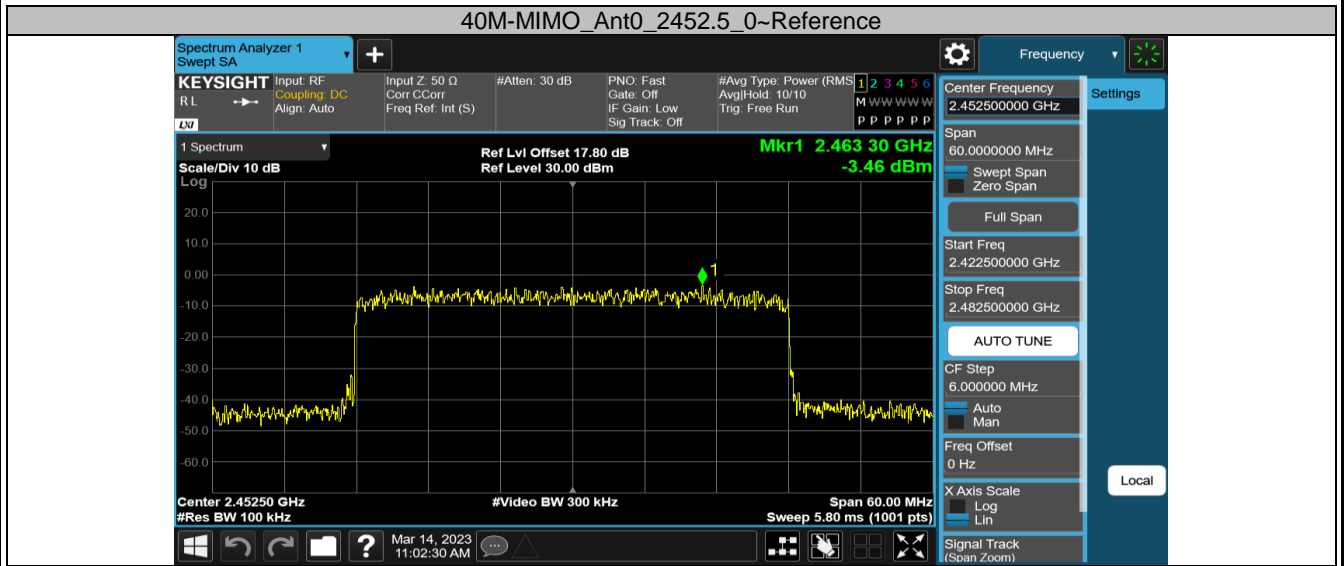 40M-MIMO_Ant0_2452.5_0~Reference
Spectrum Analyzer 1
Swept SA
+
Frequency
KEYSIGHT
R L
LXI
Input: RF
Coupling: DC
Align: Auto
Input Z: 50 Ω
Corr CCorr
Freq Ref: Int (S)
#Atten: 30 dB
PNO: Fast
Gate: Off
IF Gain: Low
Sig Track: Off
#Avg Type: Power (RMS
Avg|Hold: 10/10
Trig: Free Run
1 2 3 4 5 6
M W W W W W
P P P P P P
1 Spectrum
Scale/Div 10 dB
Log
Ref Lvl Offset 17.80 dB
Ref Level 30.00 dBm
Mkr1 2.463 30 GHz
-3.46 dBm
20.0
10.0
0.00
-10.0
-20.0
-30.0
-40.0
-50.0
-60.0
1
Center 2.45250 GHz
#Res BW 100 kHz
#Video BW 300 kHz
Span 60.00 MHz
Sweep 5.80 ms (1001 pts)
Center Frequency
2.452500000 GHz
Settings
Span
60.0000000 MHz
Swept Span
Zero Span
Full Span
Start Freq
2.422500000 GHz
Stop Freq
2.482500000 GHz
AUTO TUNE
CF Step
6.000000 MHz
Auto
Man
Freq Offset
0 Hz
X Axis Scale
Log
Lin
Local
Signal Track
(Span Zoom)
?
Mar 14, 2023
11:02:30 AM